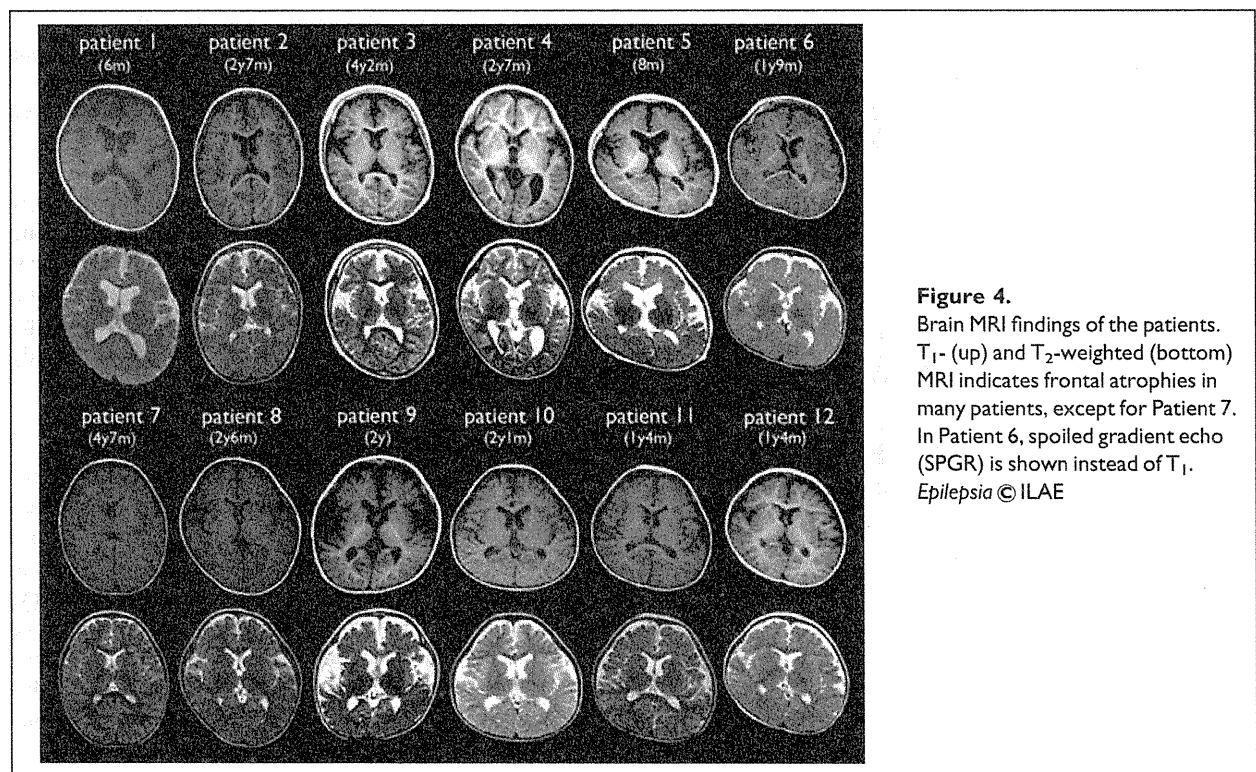 patient 1 patient 2 patient 3 patient 4 patient 5 patient 6
(6m) (2y7m) (4y2m) (2y7m) (8m) (1y9m)
patient 7 patient 8 patient 9 patient 10 patient 11 patient 12
(4y7m) (2y6m) (2y) (2y1m) (1y4m) (1y4m)
Figure 4.
Brain MRI findings of the patients.
T₁- (up) and T₂-weighted (bottom)
MRI indicates frontal atrophies in
many patients, except for Patient 7.
In Patient 6, spoiled gradient echo
(SPGR) is shown instead of T₁.
Epilepsia © ILAE